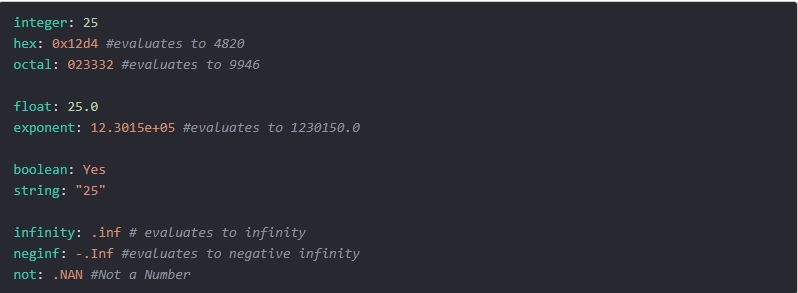 integer: 25
hex: 0x12d4 #evaluates to 4820
octal: 023332 #evaluates to 9946
float: 25.0
exponent: 12.3015e+05 #evaluates to 1230150.0
boolean: Yes
string: "25"
infinity: .inf # evaluates to infinity
neginf: -.Inf #evaluates to negative infinity
not: .NAN #Not a Number